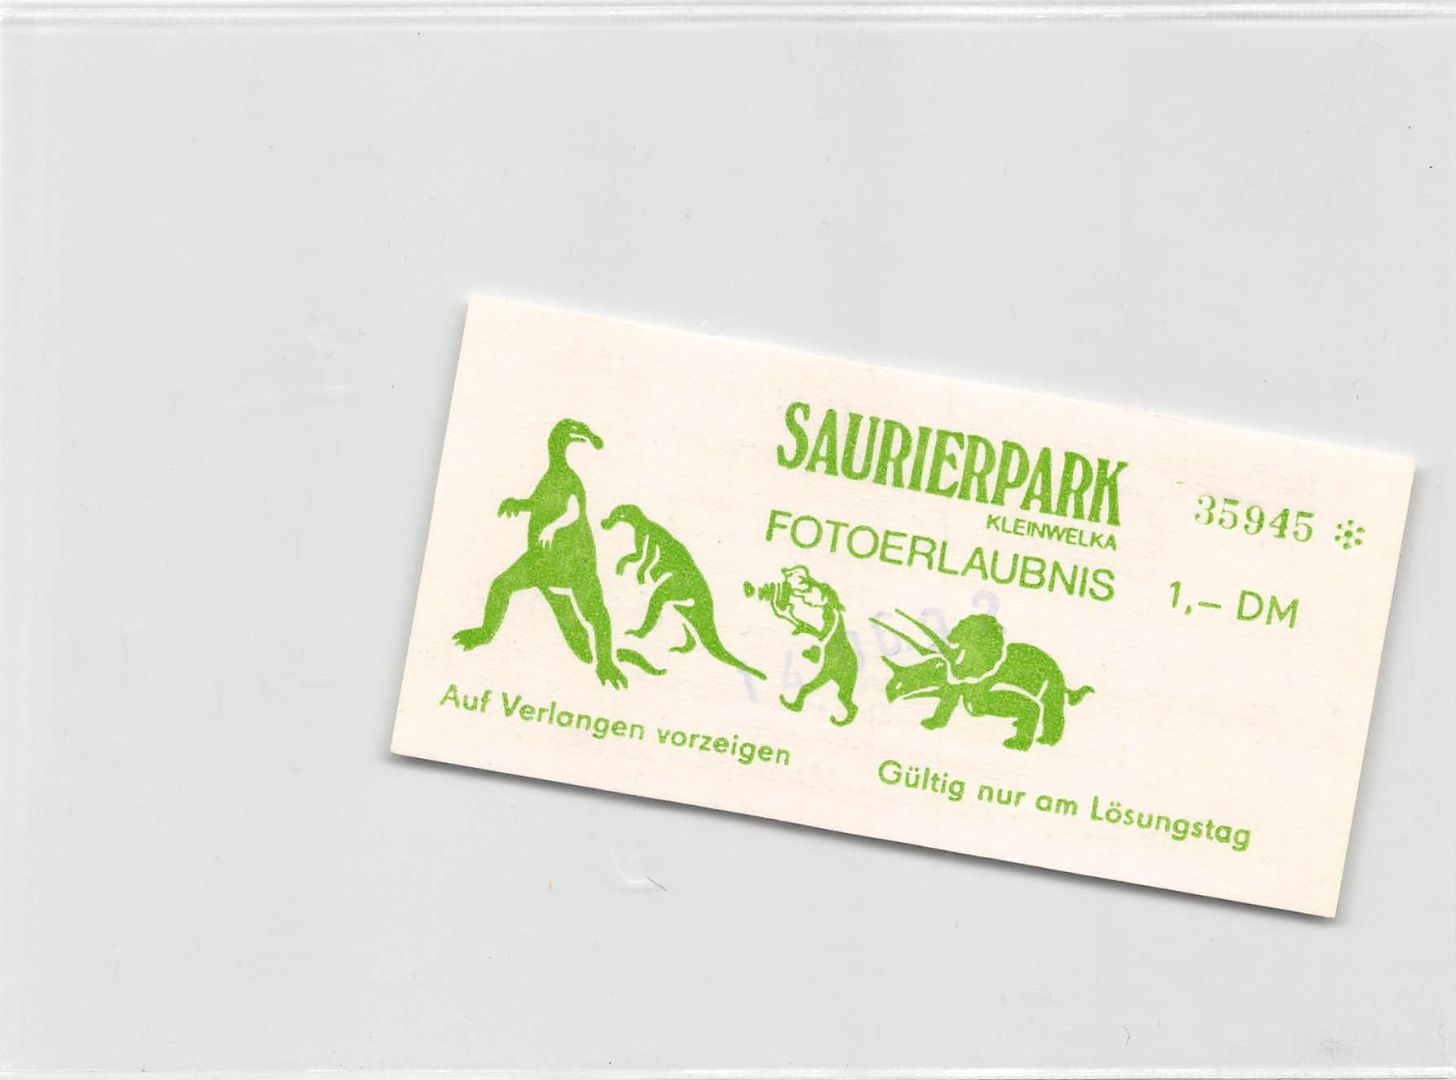 SAURIERPARK
KLEINWELKA
35945
FOTOERLAUBNIS
1,– DM
Auf Verlangen vorzeigen
Gültig nur am Lösungstag